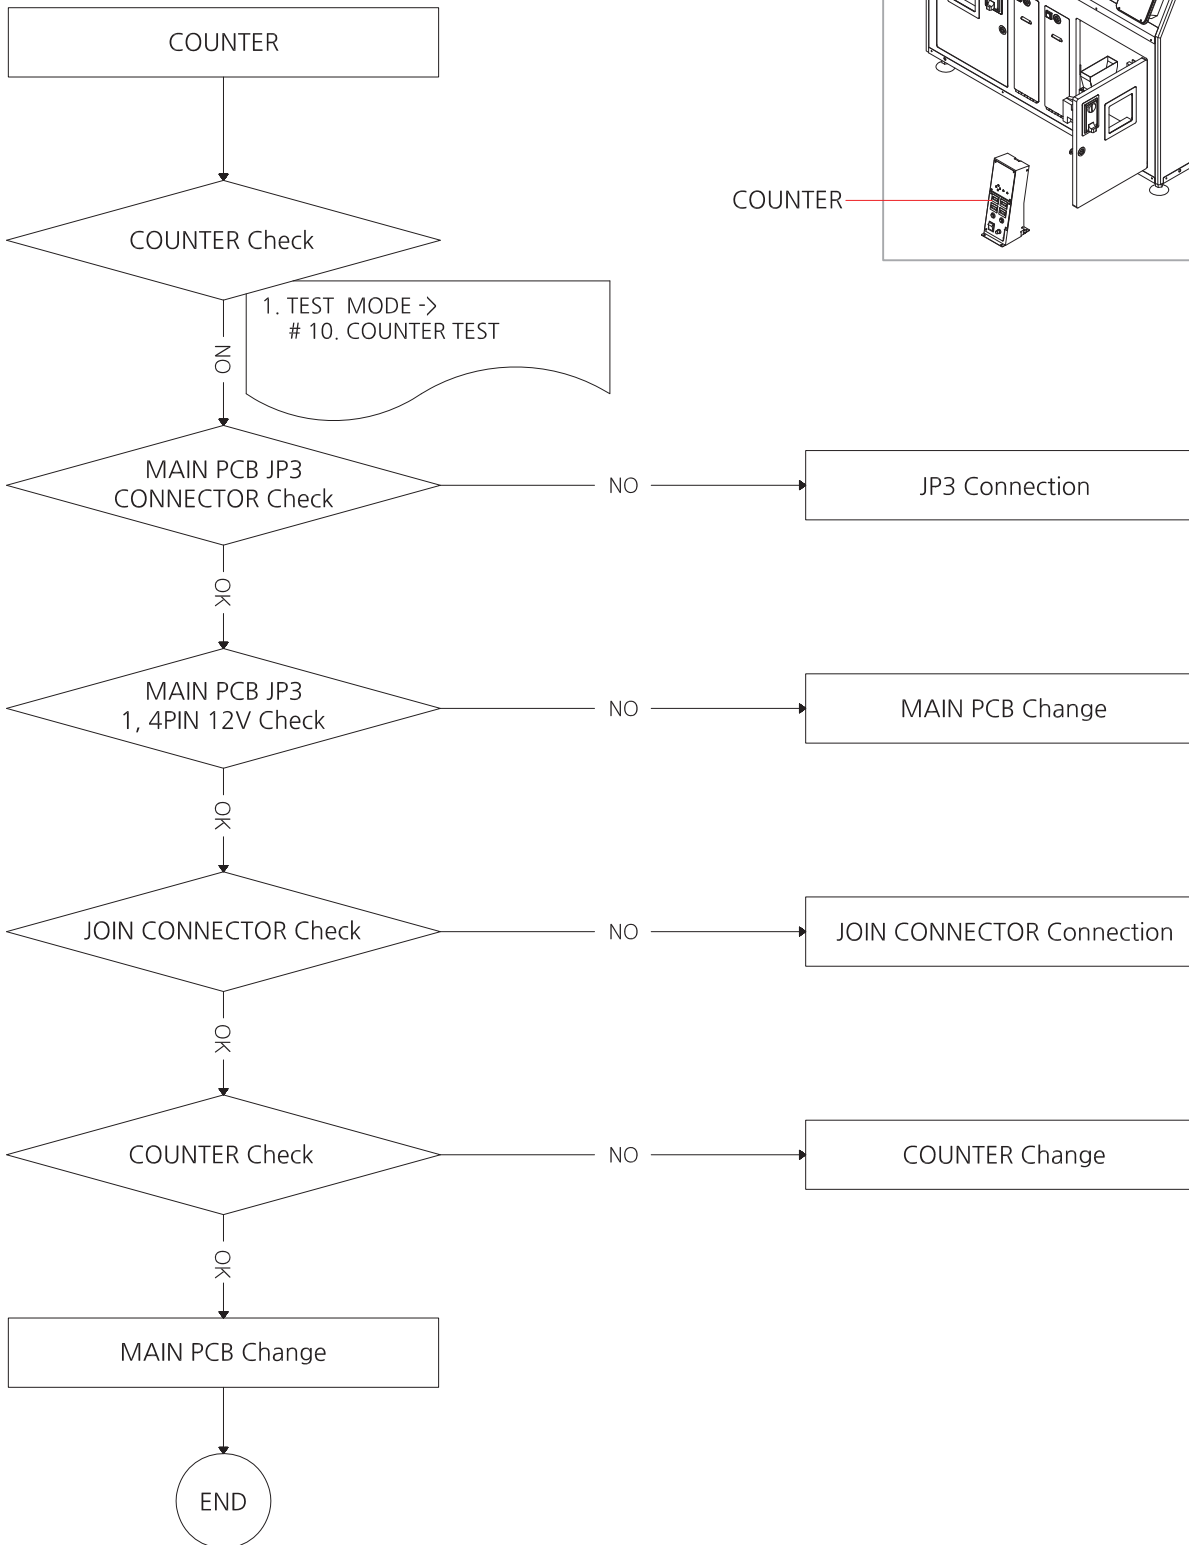 COUNTER
COUNTER
COUNTER Check
1. TEST MODE ->
# 10. COUNTER TEST
NO
MAIN PCB JP3
CONNECTOR Check
NO
JP3 Connection
OK
MAIN PCB JP3
1, 4PIN 12V Check
NO
MAIN PCB Change
OK
JOIN CONNECTOR Check
NO
JOIN CONNECTOR Connection
OK
COUNTER Check
NO
COUNTER Change
OK
MAIN PCB Change
END